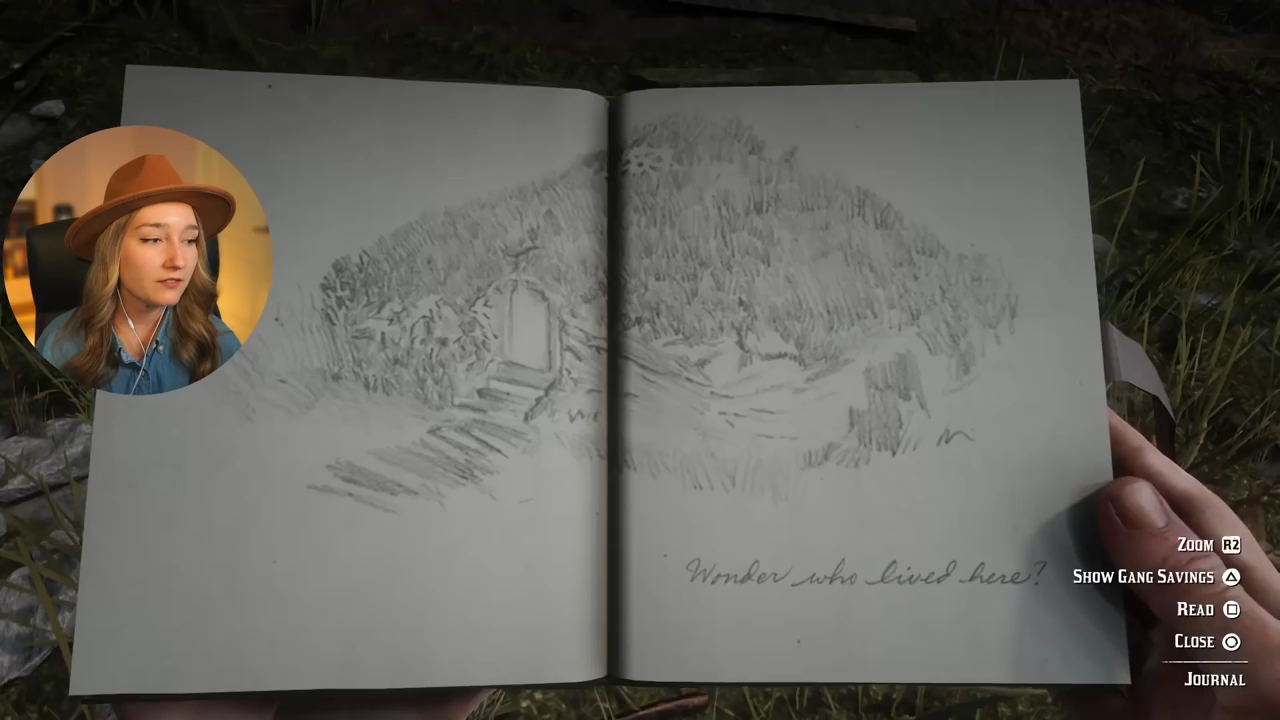 Wonder who lived here?
Zoom R2
Show Gang Savings
Read
Close
Journal